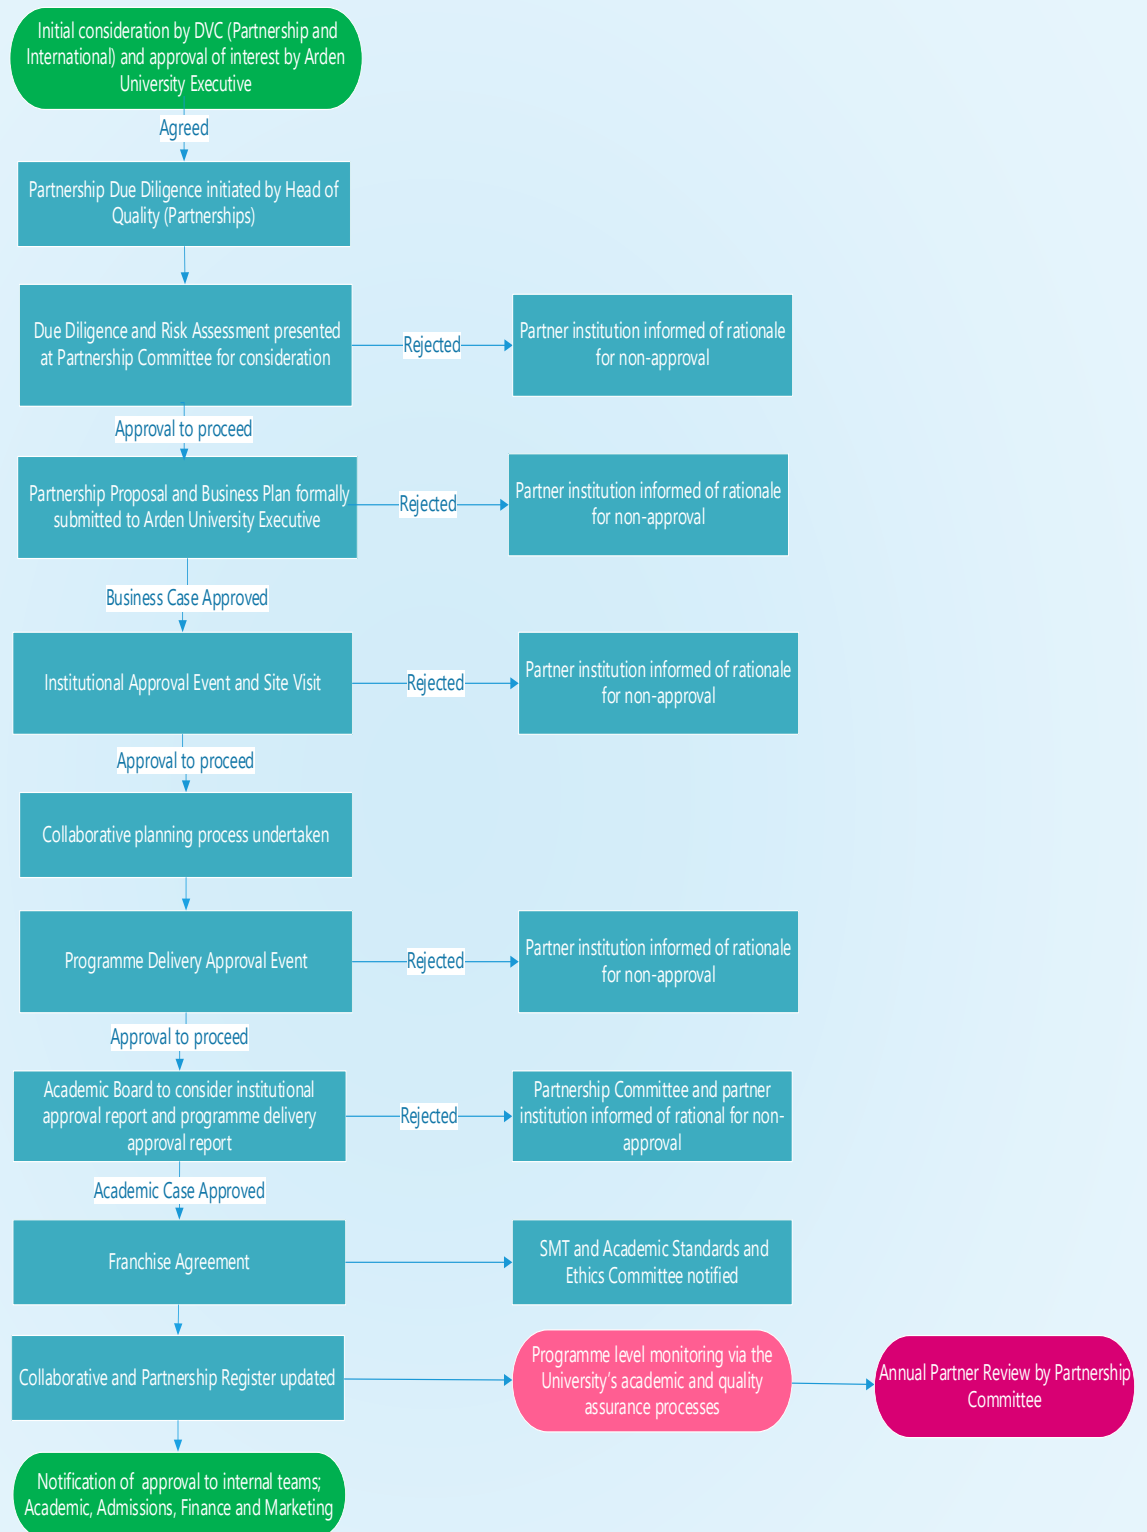 Initial consideration by DVC (Partnership and
International) and approval of interest by Arden
University Executive
Agreed
Partnership Due Diligence initiated by Head of
Quality (Partnerships)
Due Diligence and Risk Assessment presented
at Partnership Committee for consideration
Rejected
Partner institution informed of rationale
for non-approval
Approval to proceed
Partnership Proposal and Business Plan formally
submitted to Arden University Executive
Rejected
Partner institution informed of rationale
for non-approval
Business Case Approved
Institutional Approval Event and Site Visit
Rejected
Partner institution informed of rationale
for non-approval
Approval to proceed
Collaborative planning process undertaken
Programme Delivery Approval Event
Rejected
Partner institution informed of rationale
for non-approval
Approval to proceed
Academic Board to consider institutional
approval report and programme delivery
approval report
Rejected
Partnership Committee and partner
institution informed of rational for non-
approval
Academic Case Approved
Franchise Agreement
SMT and Academic Standards and
Ethics Committee notified
Collaborative and Partnership Register updated
Programme level monitoring via the
University's academic and quality
assurance processes
Annual Partner Review by Partnership
Committee
Notification of approval to internal teams;
Academic, Admissions, Finance and Marketing